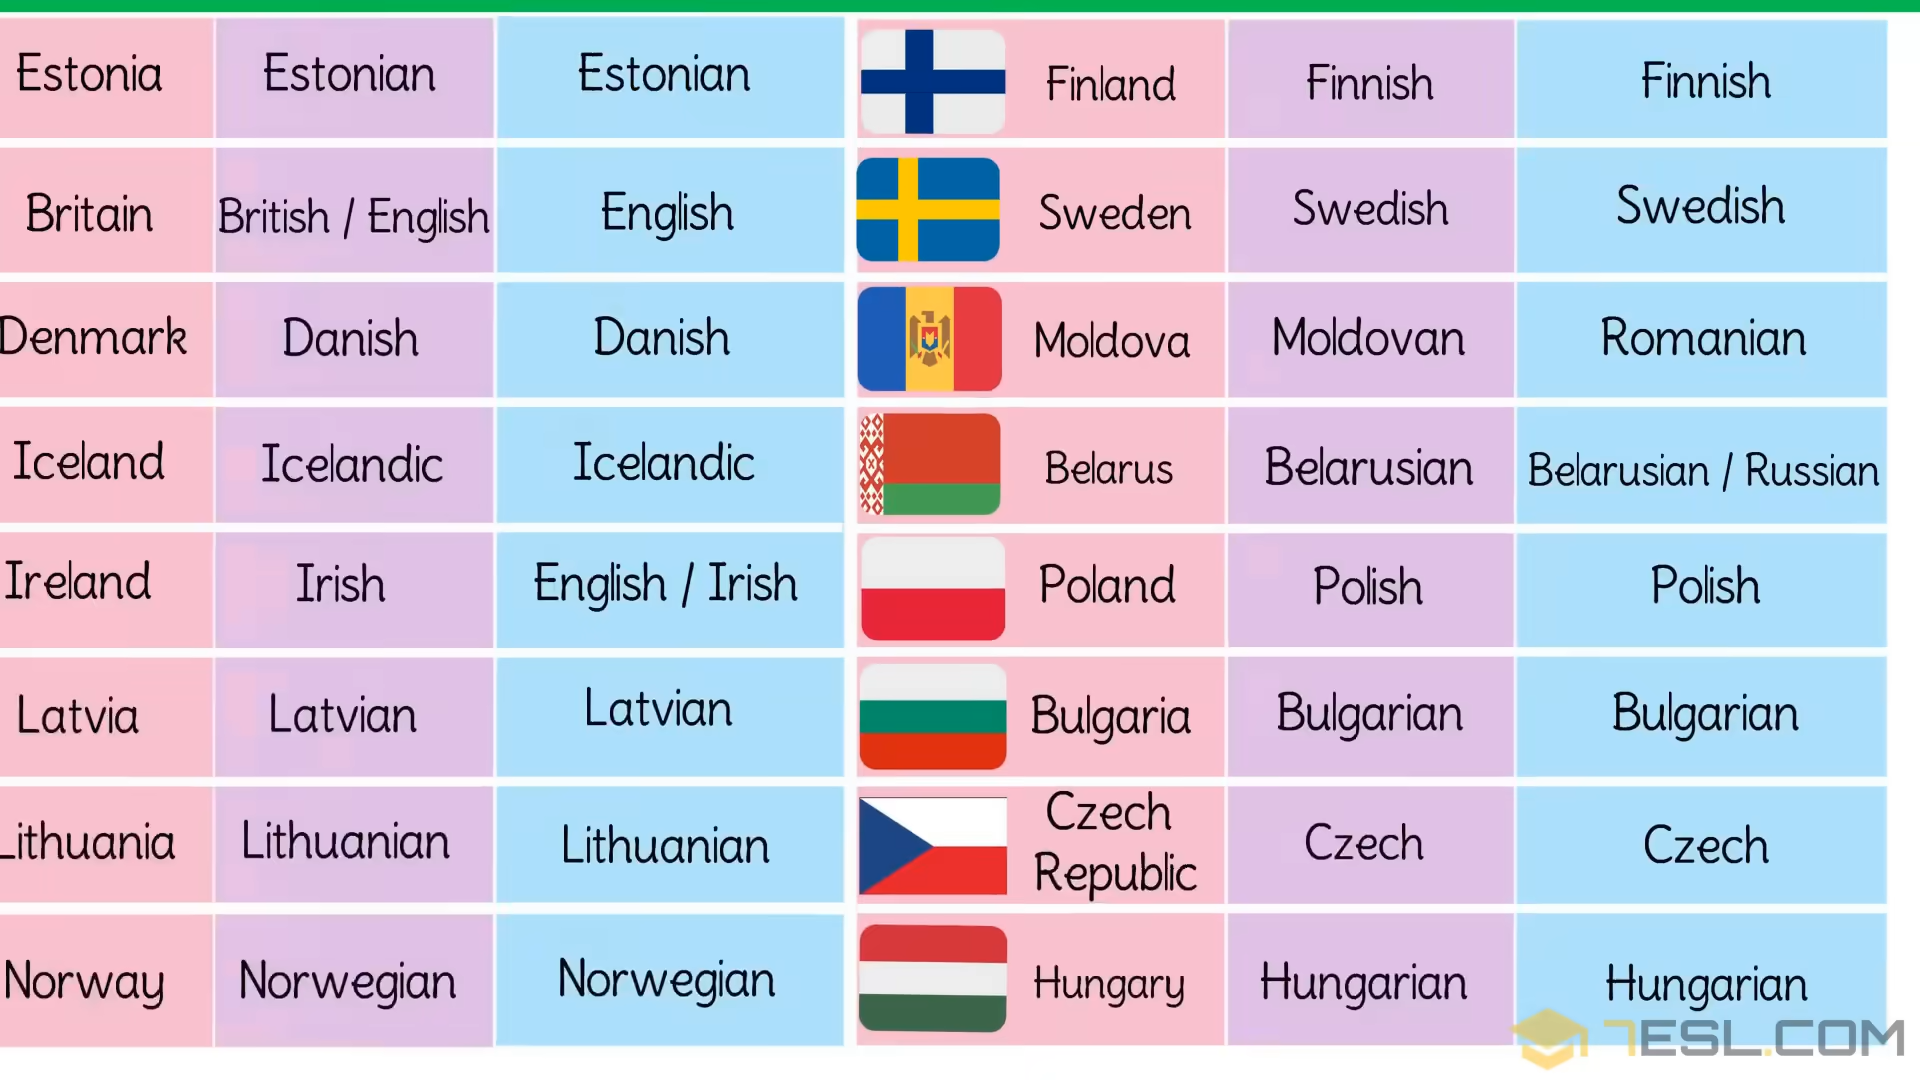 Estonia Estonian Estonian Finland Finnish Finnish
Britain British / English English Sweden Swedish Swedish
Denmark Danish Danish Moldova Moldovan Romanian
Iceland Icelandic Icelandic Belarus Belarusian Belarusian / Russian
Ireland Irish English / Irish Poland Polish Polish
Latvia Latvian Latvian Bulgaria Bulgarian Bulgarian
Lithuania Lithuanian Lithuanian Czech Republic Czech Czech
Norway Norwegian Norwegian Hungary Hungarian Hungarian
7ESL.COM